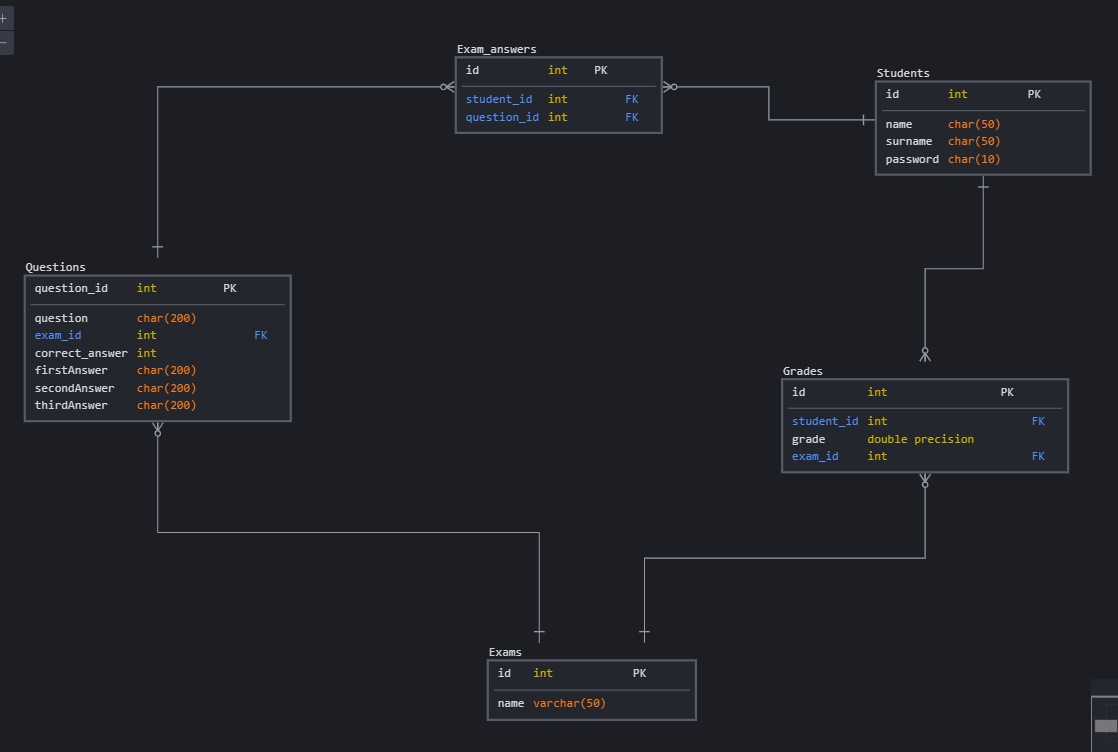 Exam_answers
id int PK
student_id int FK
question_id int FK
Students
id int PK
name char(50)
surname char(50)
password char(10)
Questions
question_id int PK
question char(200)
exam_id int FK
correct_answer int
firstAnswer char(200)
secondAnswer char(200)
thirdAnswer char(200)
Grades
id int PK
student_id int FK
grade double precision
exam_id int FK
Exams
id int PK
name varchar(50)